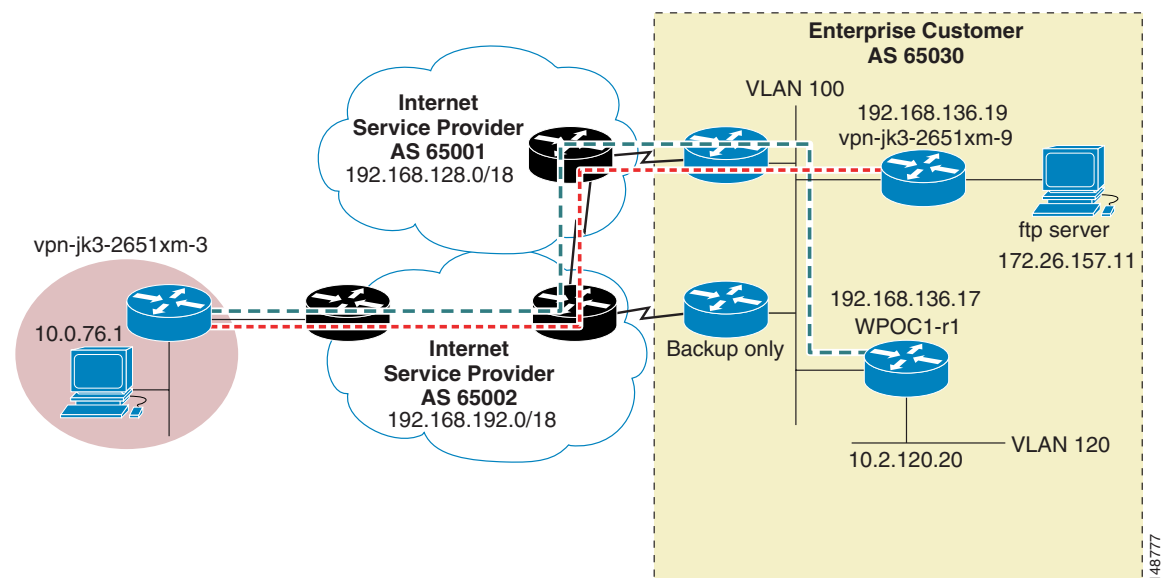 Enterprise Customer
AS 65030
VLAN 100
Internet
Service Provider
AS 65001
192.168.128.0/18
192.168.136.19
vpn-jk3-2651xm-9
ftp server
172.26.157.11
vpn-jk3-2651xm-3
10.0.76.1
192.168.136.17
WPOC1-r1
Backup only
Internet
Service Provider
AS 65002
192.168.192.0/18
VLAN 120
10.2.120.20
148777